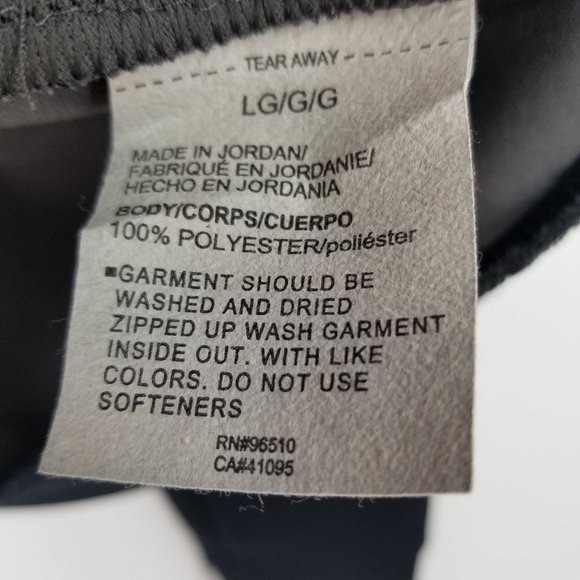 TEAR AWAY
LG/G/G
MADE IN JORDAN/
FABRIQUÉ EN JORDANIE/
HECHO EN JORDANIA
BODY/CORPS/CUERPO
100% POLYESTER/poliéster
▪GARMENT SHOULD BE
WASHED AND DRIED
ZIPPED UP WASH GARMENT
INSIDE OUT. WITH LIKE
COLORS. DO NOT USE
SOFTENERS
RN#96510
CA#41095